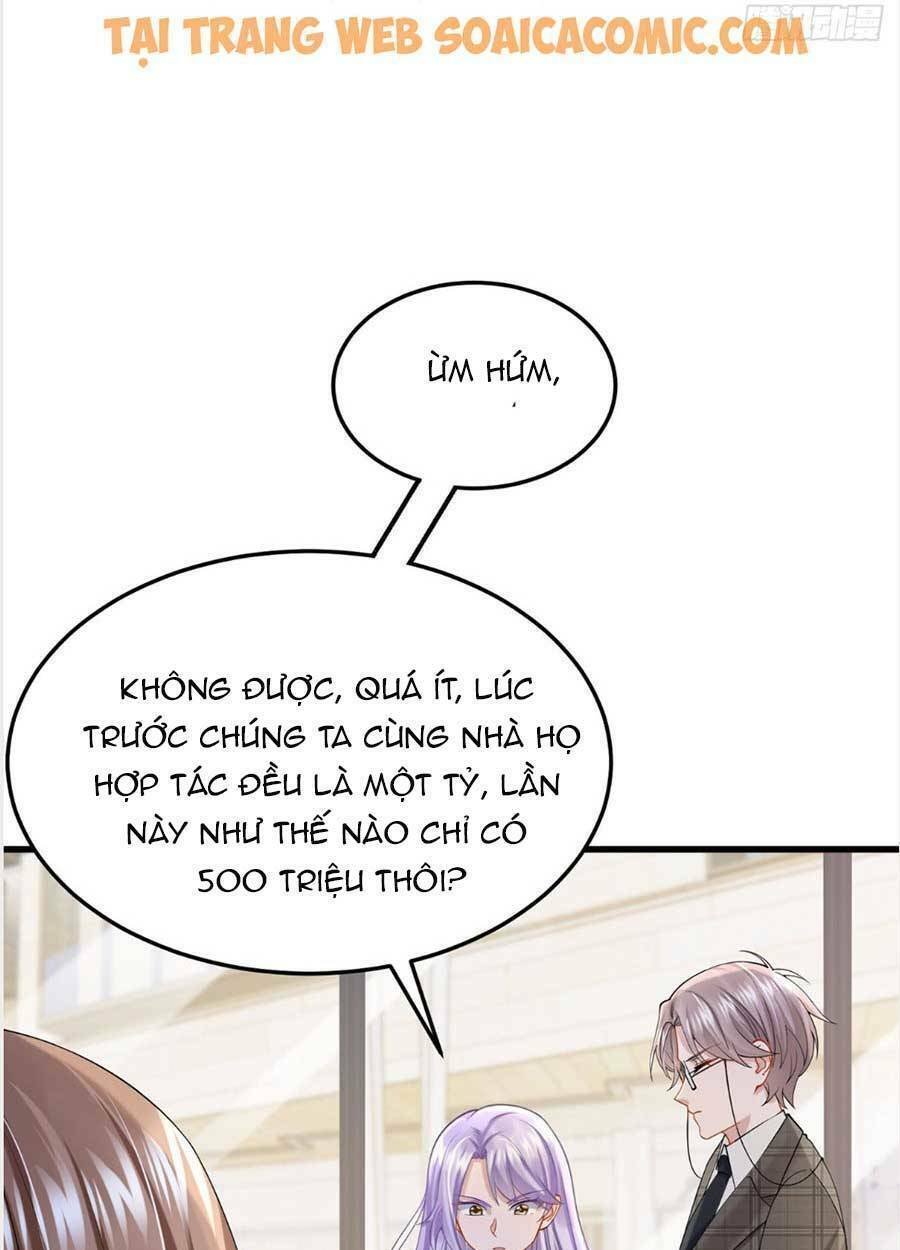 TẠI TRANG WEB SOAICACOMIC.COM
ỪM HỨM,
KHÔNG ĐƯỢC, QUÁ ÍT, LÚC
TRƯỚC CHÚNG TA CÙNG NHÀ HỌ
HỢP TÁC ĐỀU LÀ MỘT TỶ, LẦN
NÀY NHƯ THẾ NÀO CHỈ CÓ
500 TRIỆU THÔI?